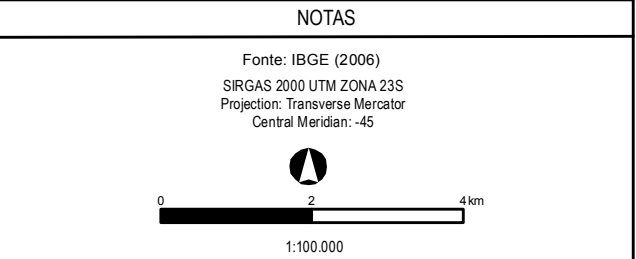 NOTAS
Fonte: IBGE (2006)
SIRGAS 2000 UTM ZONA 23S
Projection: Transverse Mercator
Central Meridian: -45
0 2 4 km
1:100.000